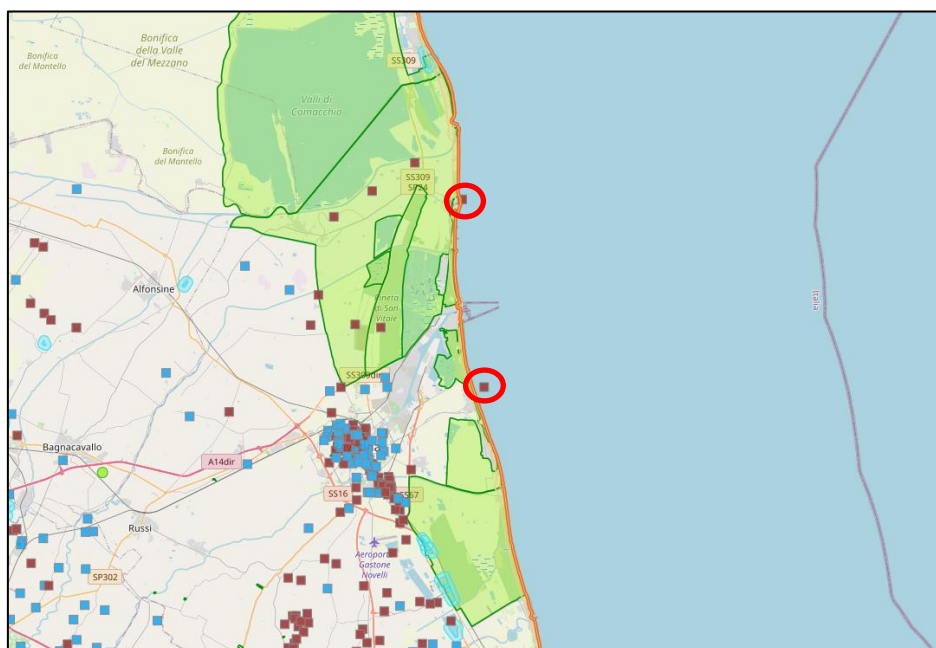 Bonifica
della Valle
del Mezzano
Bonifica
del Mantello
SS309
Valli di
Comacchio
Bonifica
del Mantello
SS309
SP24
Alfonsine
Pineta
di San
Vitale
Italia
SS309dir
Bagnacavallo
A14dir
SS16
SS67
Russi
Aeroporto
Gastone
Novelli
SP302